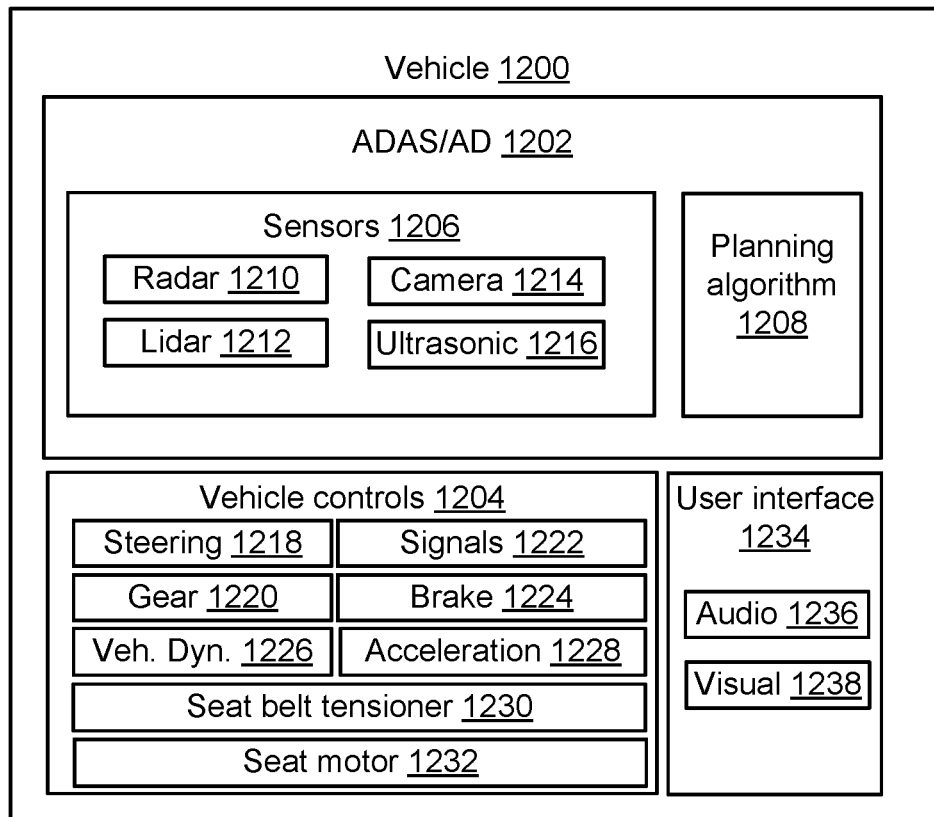 Vehicle 1200
ADAS/AD 1202
Sensors 1206
Radar 1210
Camera 1214
Lidar 1212
Ultrasonic 1216
Planning
algorithm
1208
Vehicle controls 1204
Steering 1218
Signals 1222
Gear 1220
Brake 1224
Veh. Dyn. 1226
Acceleration 1228
Seat belt tensioner 1230
Seat motor 1232
User interface
1234
Audio 1236
Visual 1238